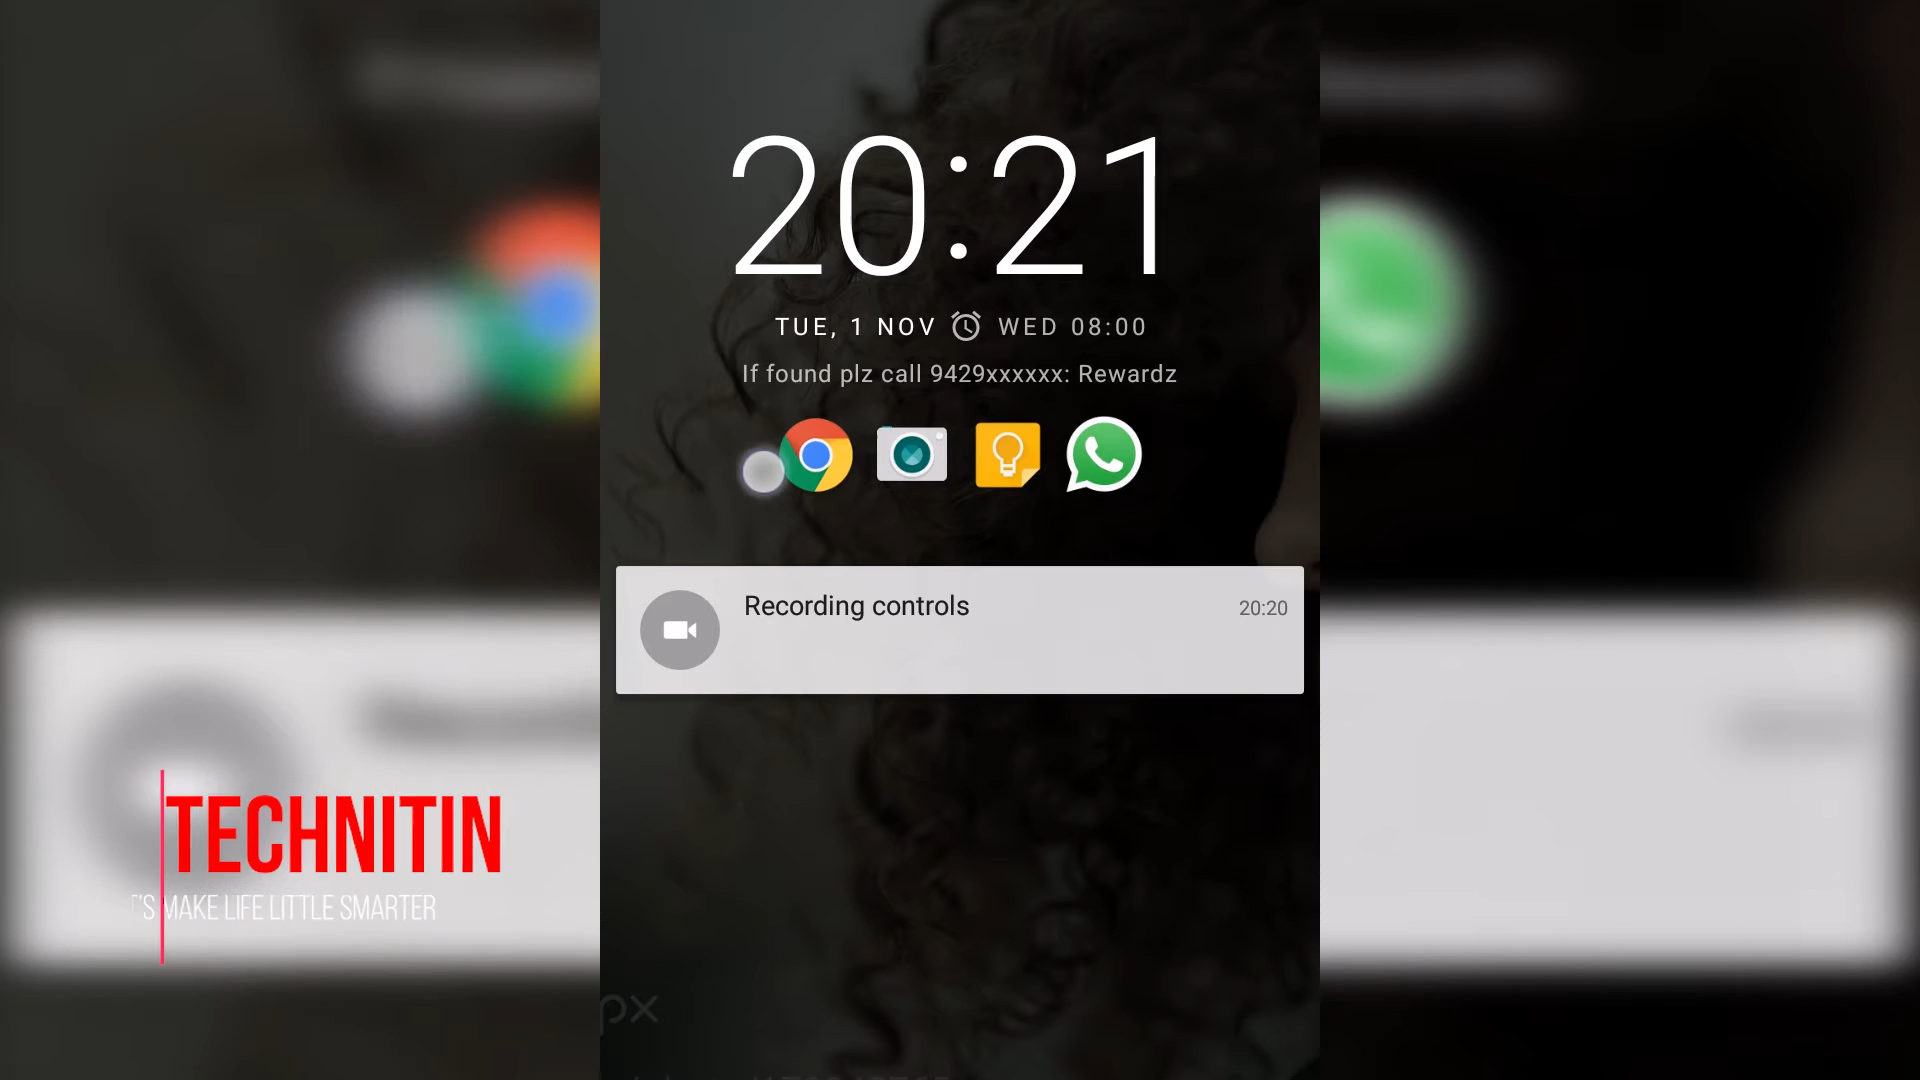 20:21
TUE, 1 NOV WED 08:00
If found plz call 9429xxxxxx: Rewardz
Recording controls 20:20
TECHNITIN
T'S MAKE LIFE LITTLE SMARTER
px